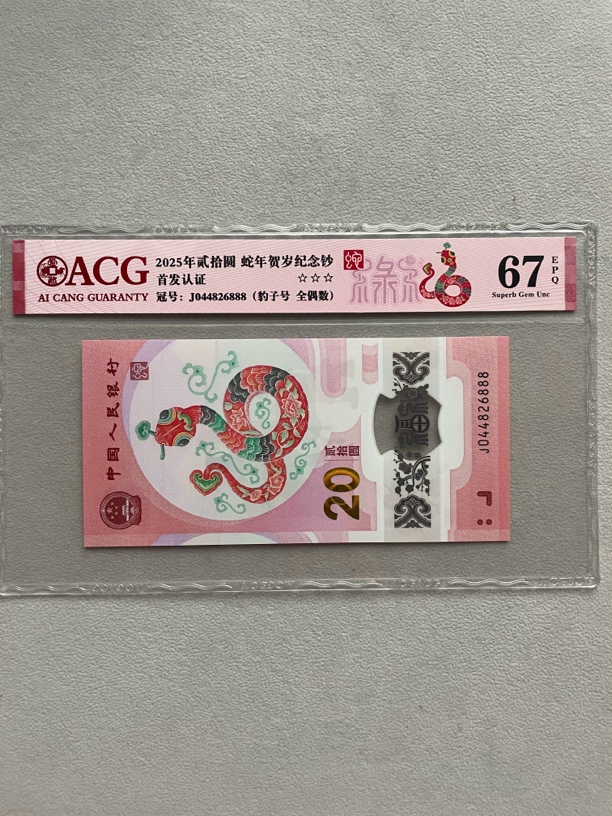 ACG
AI CANG GUARANTY
2025年贰拾圆 蛇年贺岁纪念钞
首发认证 ☆☆☆
冠号：J044826888（豹子号 全偶数）
67
EPQ
Superb Gem Unc
中国人民银行
贰拾圆
20
J044826888